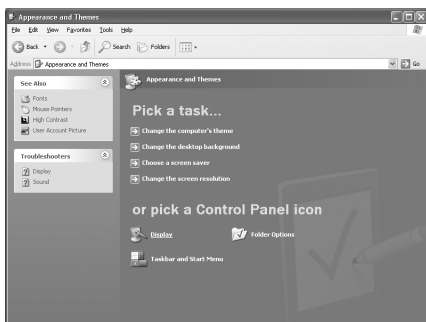 Appearance and Themes
File Edit View Favorites Tools Help
Back Search Folders
Address Appearance and Themes Go
See Also
Fonts
Mouse Pointers
High Contrast
User Account Picture
Troubleshooters
Display
Sound
Appearance and Themes
Pick a task...
Change the computer's theme
Change the desktop background
Choose a screen saver
Change the screen resolution
or pick a Control Panel icon
Display Folder Options
Taskbar and Start Menu